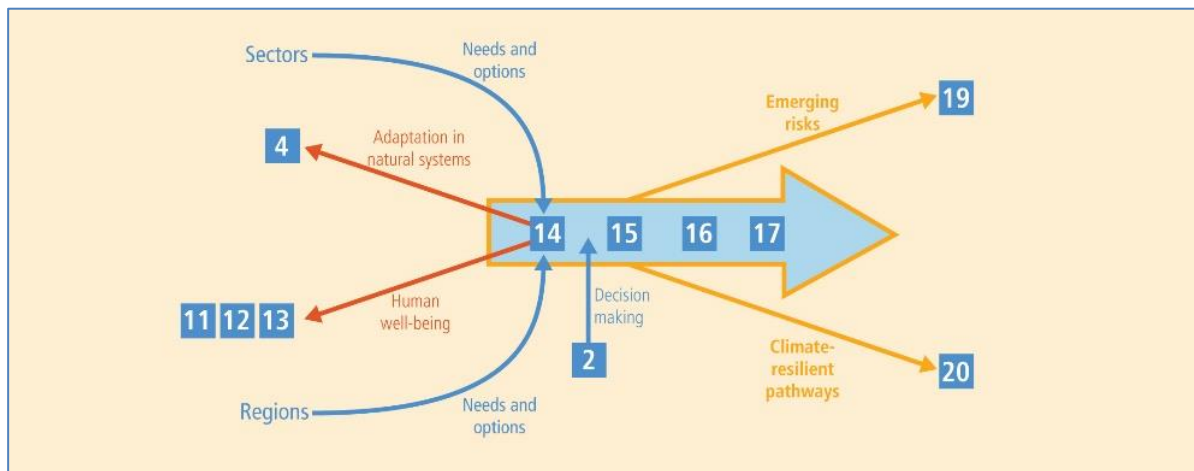 Sectors
Needs and
options
Emerging
risks
19
4
Adaptation in
natural systems
14
15
16
17
11 12 13
Human
well-being
Decision
making
2
Climate-
resilient
pathways
20
Regions
Needs and
options